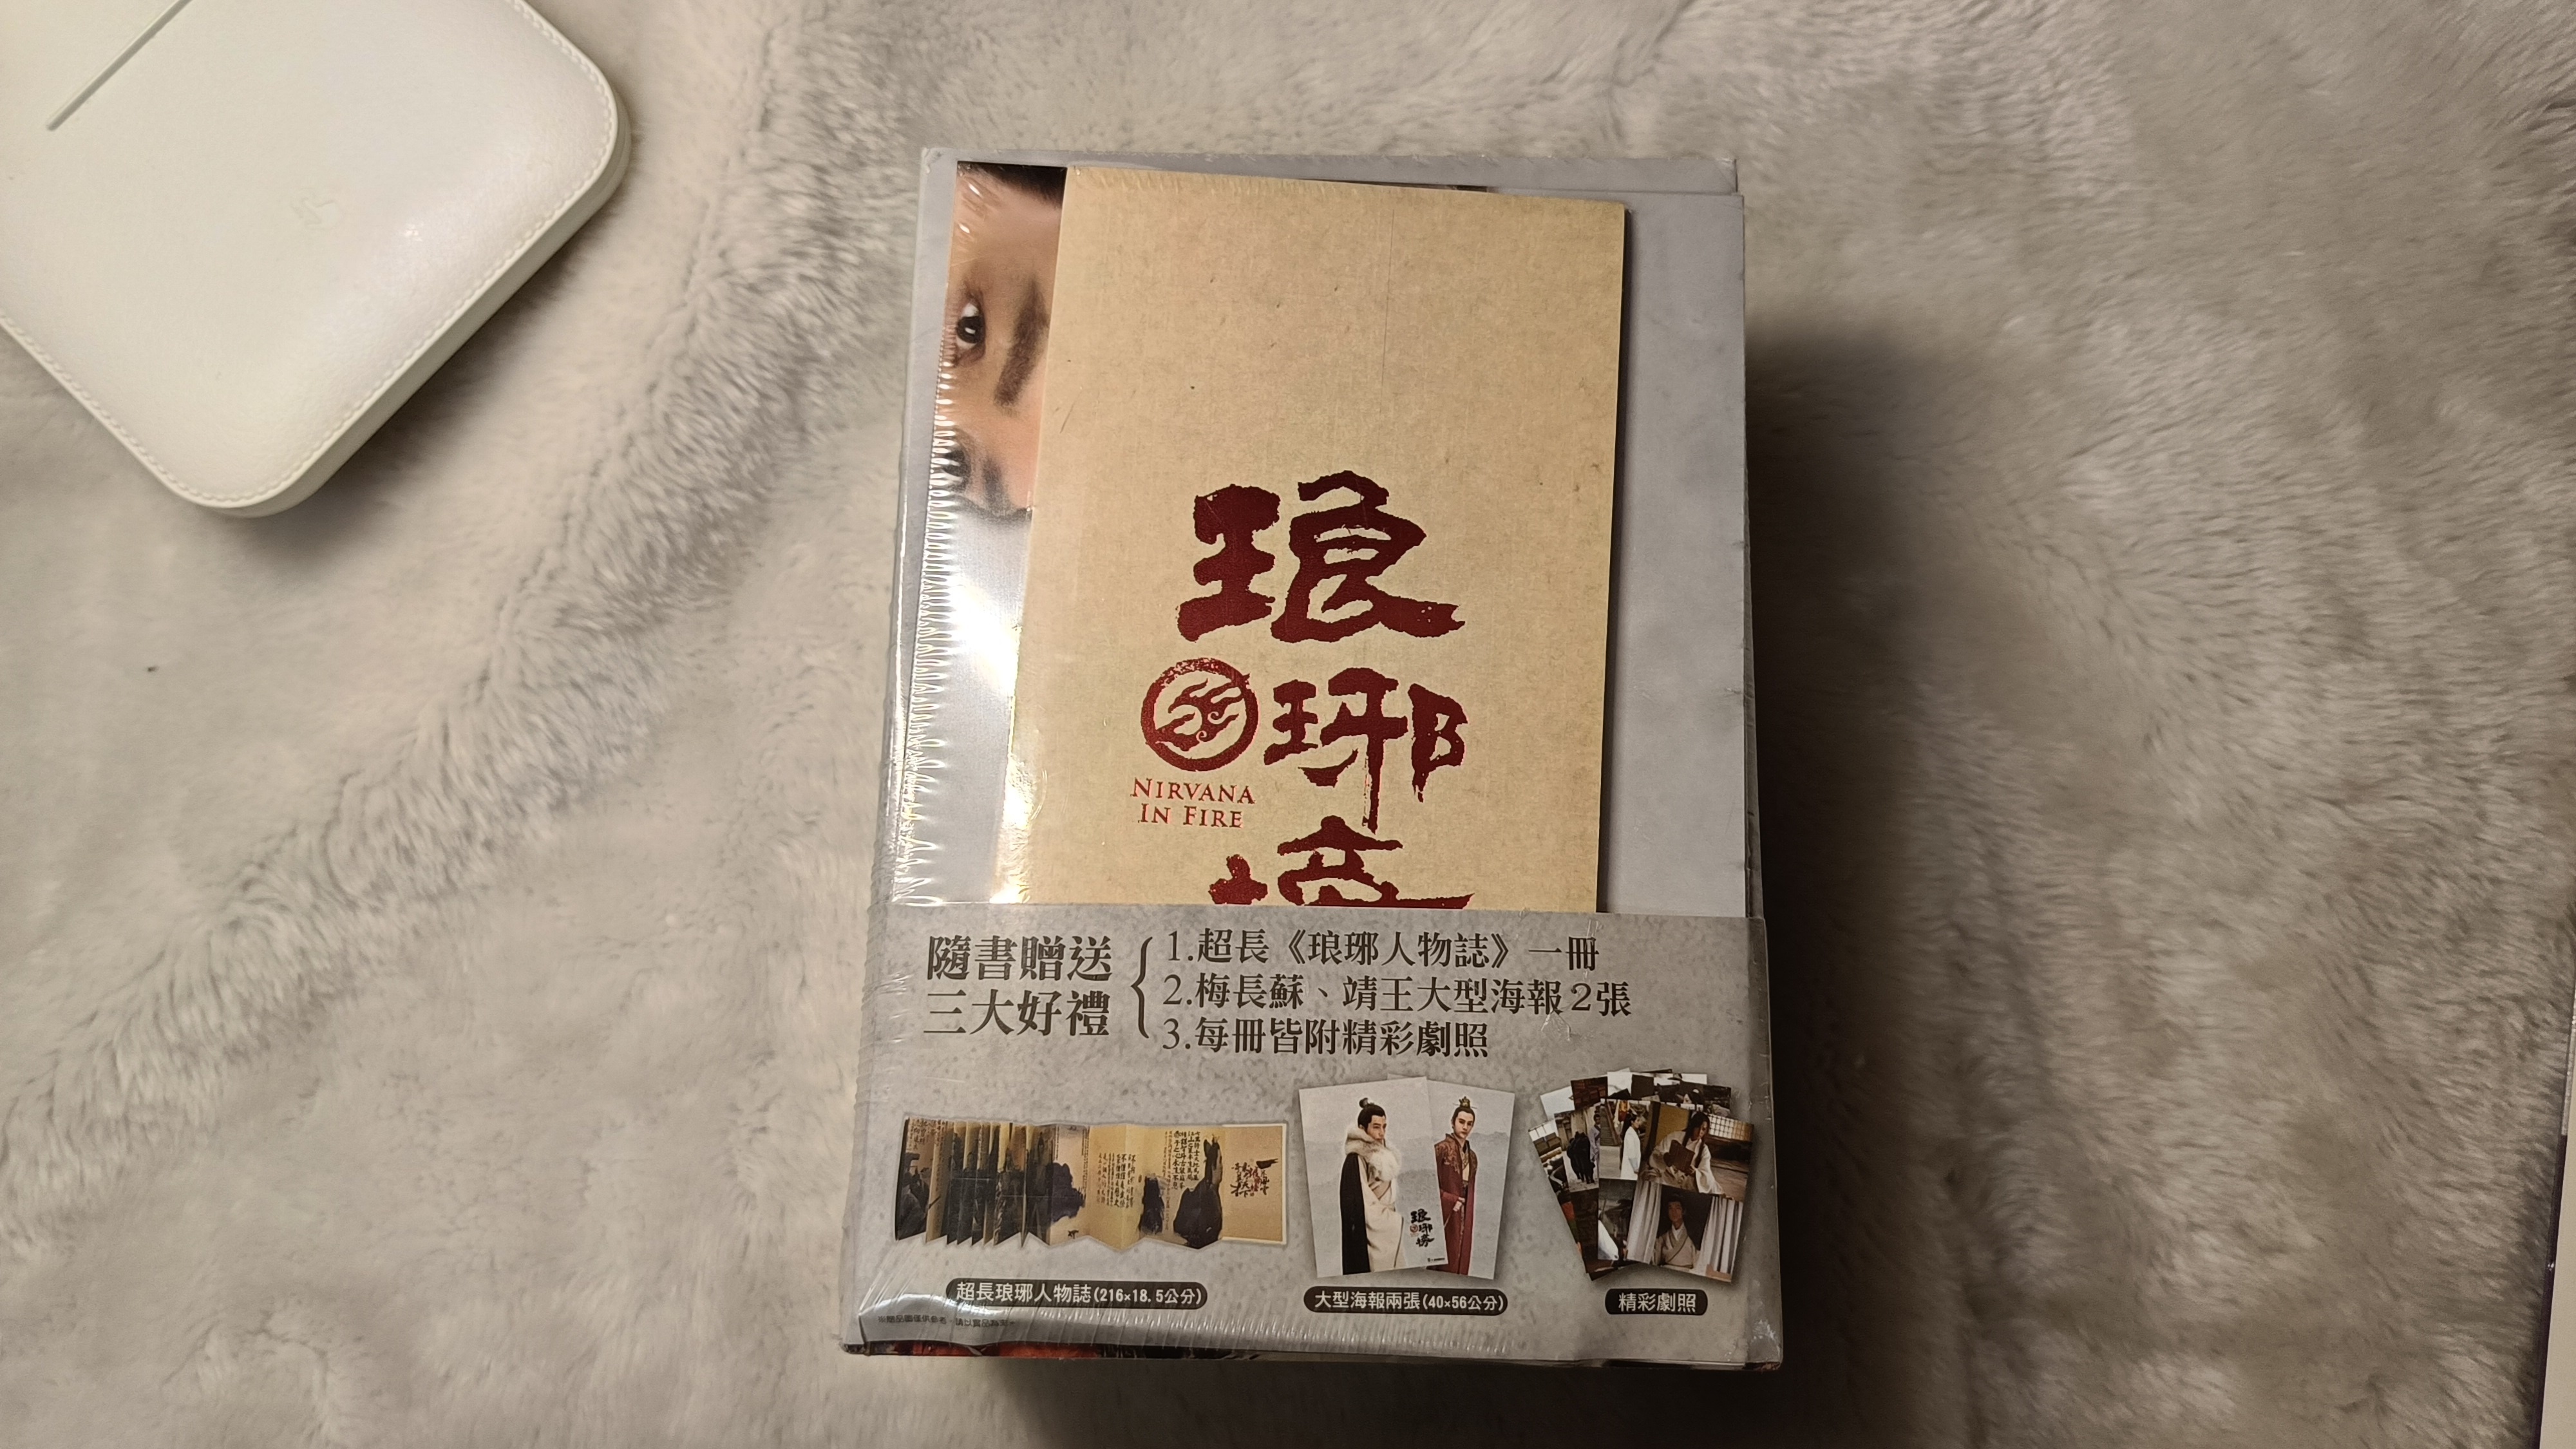 琅
琊
NIRVANA
IN FIRE
隨書贈送
三大好禮
1.超長《琅琊人物誌》一冊
2.梅長蘇、靖王大型海報2張
3.每冊皆附精彩劇照
琅琊榜
超長琅琊人物誌(216×18.5公分)
大型海報兩張(40×56公分)
精彩劇照